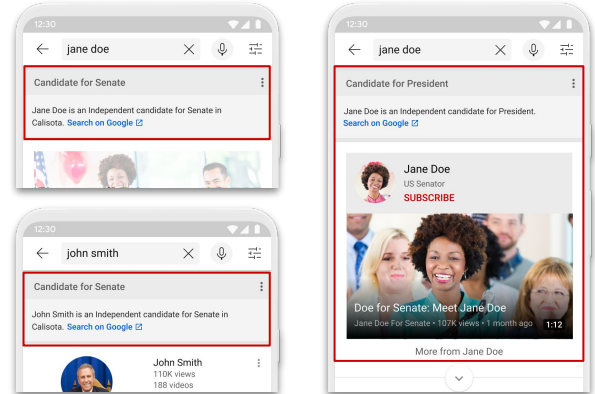 12:30
jane doe
Candidate for Senate
Jane Doe is an Independent candidate for Senate in
Calisota. Search on Google
12:30
john smith
Candidate for Senate
John Smith is an Independent candidate for Senate in
Calisota. Search on Google
John Smith
110K views
188 videos
12:30
jane doe
Candidate for President
Jane Doe is an Independent candidate for President.
Search on Google
Jane Doe
US Senator
SUBSCRIBE
Doe for Senate: Meet Jane Doe
Jane Doe For Senate • 107K views • 1 month ago
1:12
More from Jane Doe